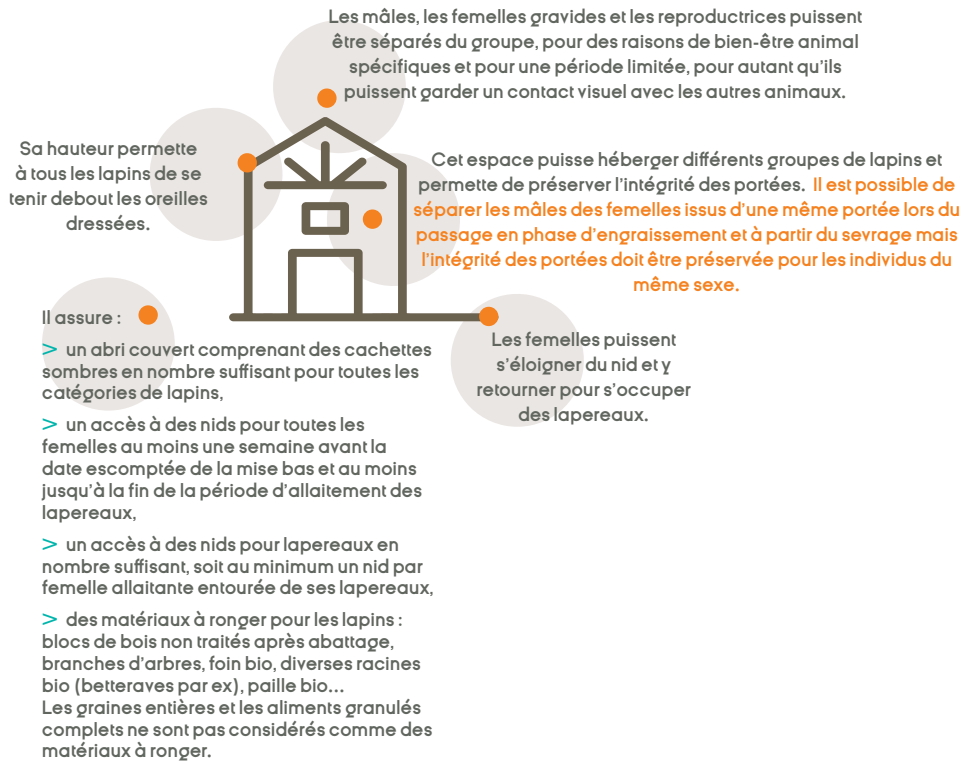 Les mâles, les femelles gravides et les reproductrices puissent
être séparés du groupe, pour des raisons de bien-être animal
spécifiques et pour une période limitée, pour autant qu'ils
puissent garder un contact visuel avec les autres animaux.
Sa hauteur permette
à tous les lapins de se
tenir debout les oreilles
dressées.
Cet espace puisse héberger différents groupes de lapins et
permette de préserver l'intégrité des portées. Il est possible de
séparer les mâles des femelles issus d'une même portée lors du
passage en phase d'engraissement et à partir du sevrage mais
l'intégrité des portées doit être préservée pour les individus du
même sexe.
Les femelles puissent
s'éloigner du nid et y
retourner pour s'occuper
des lapereaux.
Il assure :
> un abri couvert comprenant des cachettes
sombres en nombre suffisant pour toutes les
catégories de lapins,
> un accès à des nids pour toutes les
femelles au moins une semaine avant la
date escomptée de la mise bas et au moins
jusqu'à la fin de la période d'allaitement des
lapereaux,
> un accès à des nids pour lapereaux en
nombre suffisant, soit au minimum un nid par
femelle allaitante entourée de ses lapereaux,
> des matériaux à ronger pour les lapins :
blocs de bois non traités après abattage,
branches d'arbres, foin bio, diverses racines
bio (betteraves par ex), paille bio...
Les graines entières et les aliments granulés
complets ne sont pas considérés comme des
matériaux à ronger.